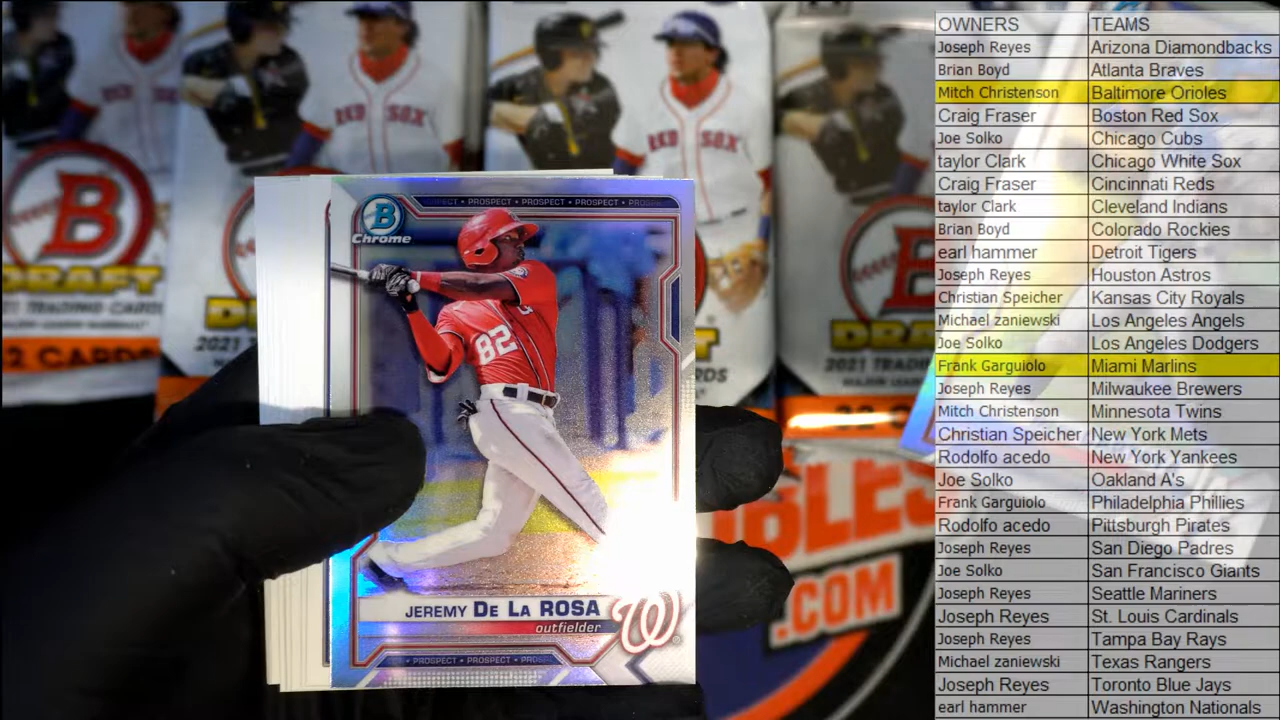 OWNERS TEAMS
Joseph Reyes Arizona Diamondbacks
Brian Boyd Atlanta Braves
Mitch Christenson Baltimore Orioles
Craig Fraser Boston Red Sox
Joe Solko Chicago Cubs
taylor Clark Chicago White Sox
Craig Fraser Cincinnati Reds
taylor Clark Cleveland Indians
Brian Boyd Colorado Rockies
earl hammer Detroit Tigers
Joseph Reyes Houston Astros
Christian Speicher Kansas City Royals
Michael zaniewski Los Angeles Angels
Joe Solko Los Angeles Dodgers
Frank Garguiolo Miami Marlins
Joseph Reyes Milwaukee Brewers
Mitch Christenson Minnesota Twins
Christian Speicher New York Mets
Rodolfo acedo New York Yankees
Joe Solko Oakland A's
Frank Garguiolo Philadelphia Phillies
Rodolfo acedo Pittsburgh Pirates
Joseph Reyes San Diego Padres
Joe Solko San Francisco Giants
Joseph Reyes Seattle Mariners
Joseph Reyes St. Louis Cardinals
Joseph Reyes Tampa Bay Rays
Michael zaniewski Texas Rangers
Joseph Reyes Toronto Blue Jays
earl hammer Washington Nationals
PROSPECT • PROSPECT • PROSPECT
B
Chrome
82
JEREMY DE LA ROSA
outfielder
W
PROSPECT • PROSPECT
RED SOX
RED SOX
B
DRAFT
TRADING CARDS
CARDS
2021
DRAFT
2021
.COM